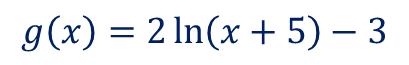 g(x) = 2 ln(x + 5) − 3